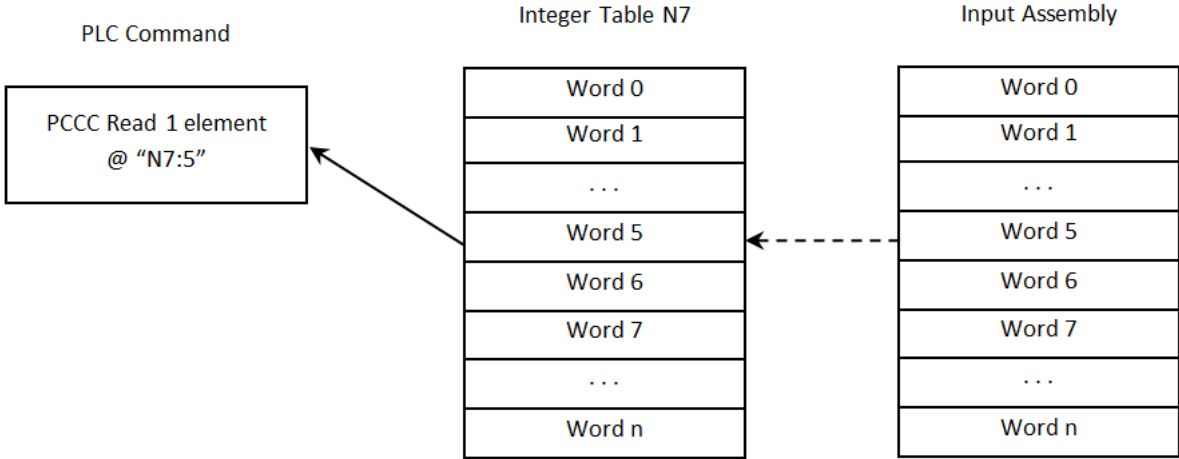 PLC Command
PCCC Read 1 element
@ “N7:5”
Integer Table N7
Word 0
Word 1
. . .
Word 5
Word 6
Word 7
. . .
Word n
Input Assembly
Word 0
Word 1
. . .
Word 5
Word 6
Word 7
. . .
Word n